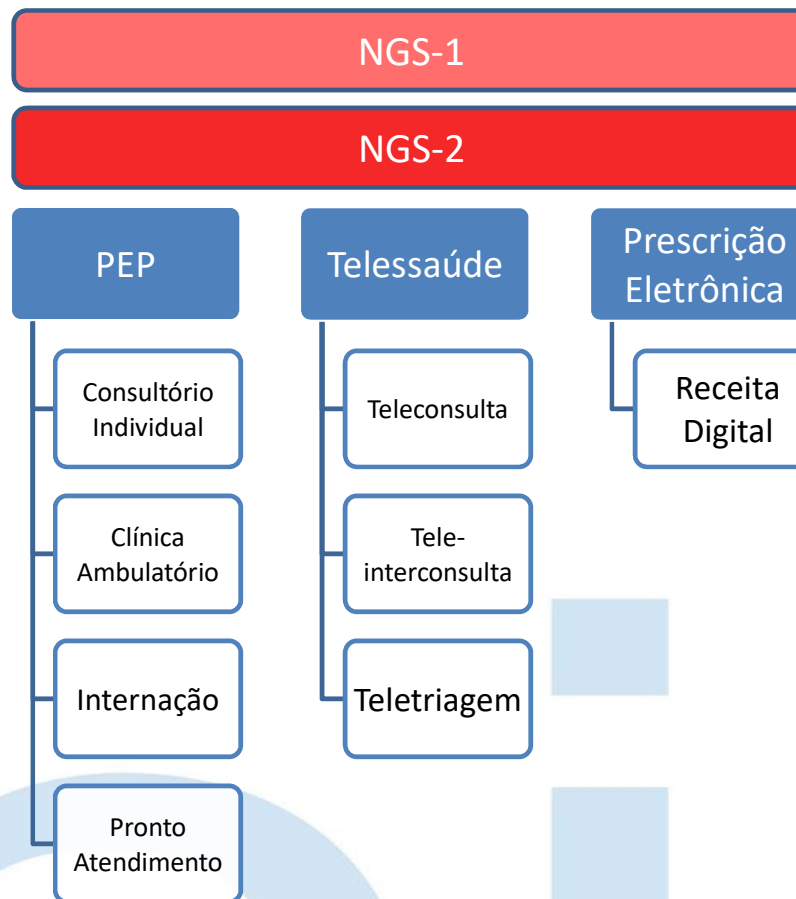 NGS-1
NGS-2
PEP
Consultório
Individual
Clínica
Ambulatório
Internação
Pronto
Atendimento
Telessaúde
Teleconsulta
Tele-
interconsulta
Teletriagem
Prescrição
Eletrônica
Receita
Digital